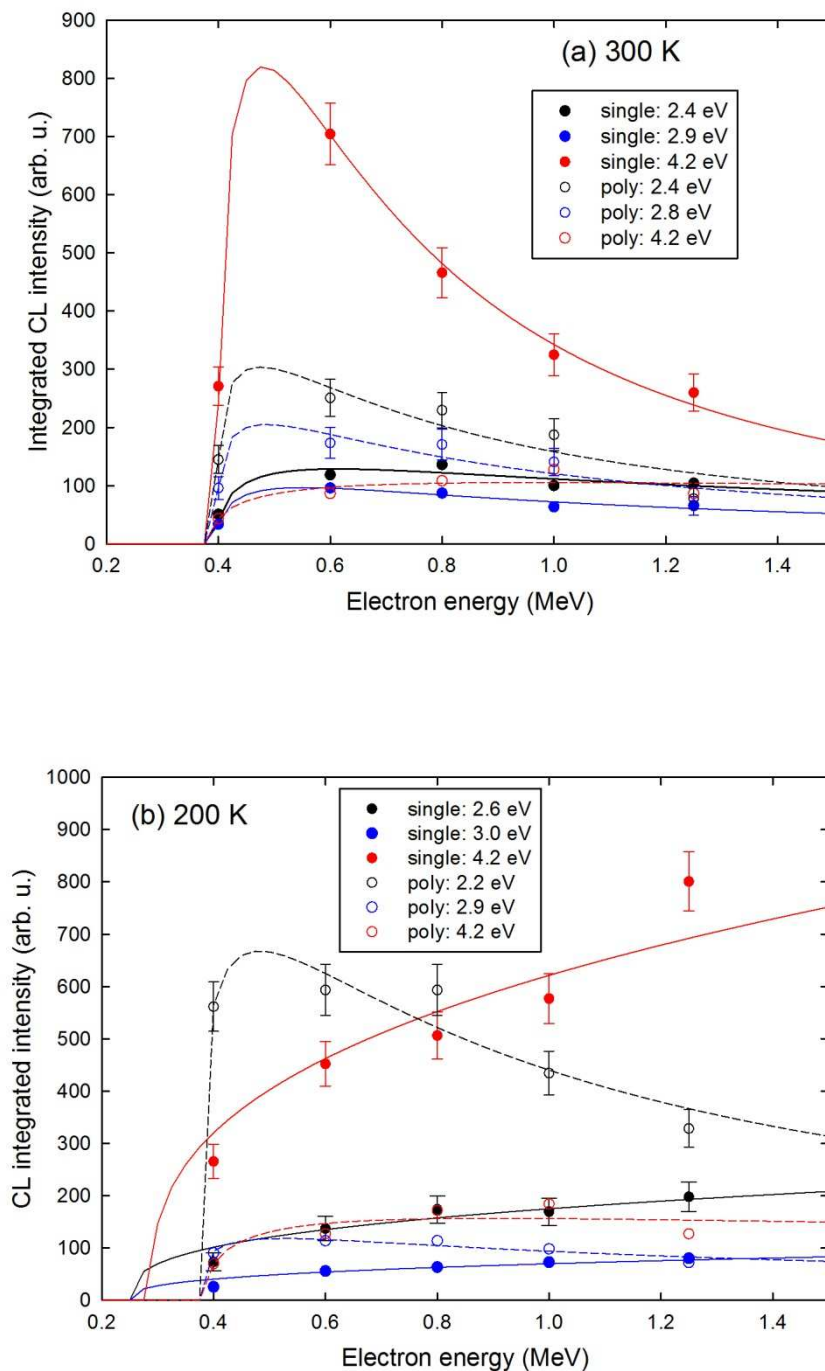 900
800
700
600
500
400
300
200
100
0
Integrated CL intensity (arb. u.)
(a) 300 K
single: 2.4 eV
single: 2.9 eV
single: 4.2 eV
poly: 2.4 eV
poly: 2.8 eV
poly: 4.2 eV
0.2 0.4 0.6 0.8 1.0 1.2 1.4
Electron energy (MeV)
1000
900
800
700
600
500
400
300
200
100
0
CL integrated intensity (arb. u.)
(b) 200 K
single: 2.6 eV
single: 3.0 eV
single: 4.2 eV
poly: 2.2 eV
poly: 2.9 eV
poly: 4.2 eV
0.2 0.4 0.6 0.8 1.0 1.2 1.4
Electron energy (MeV)